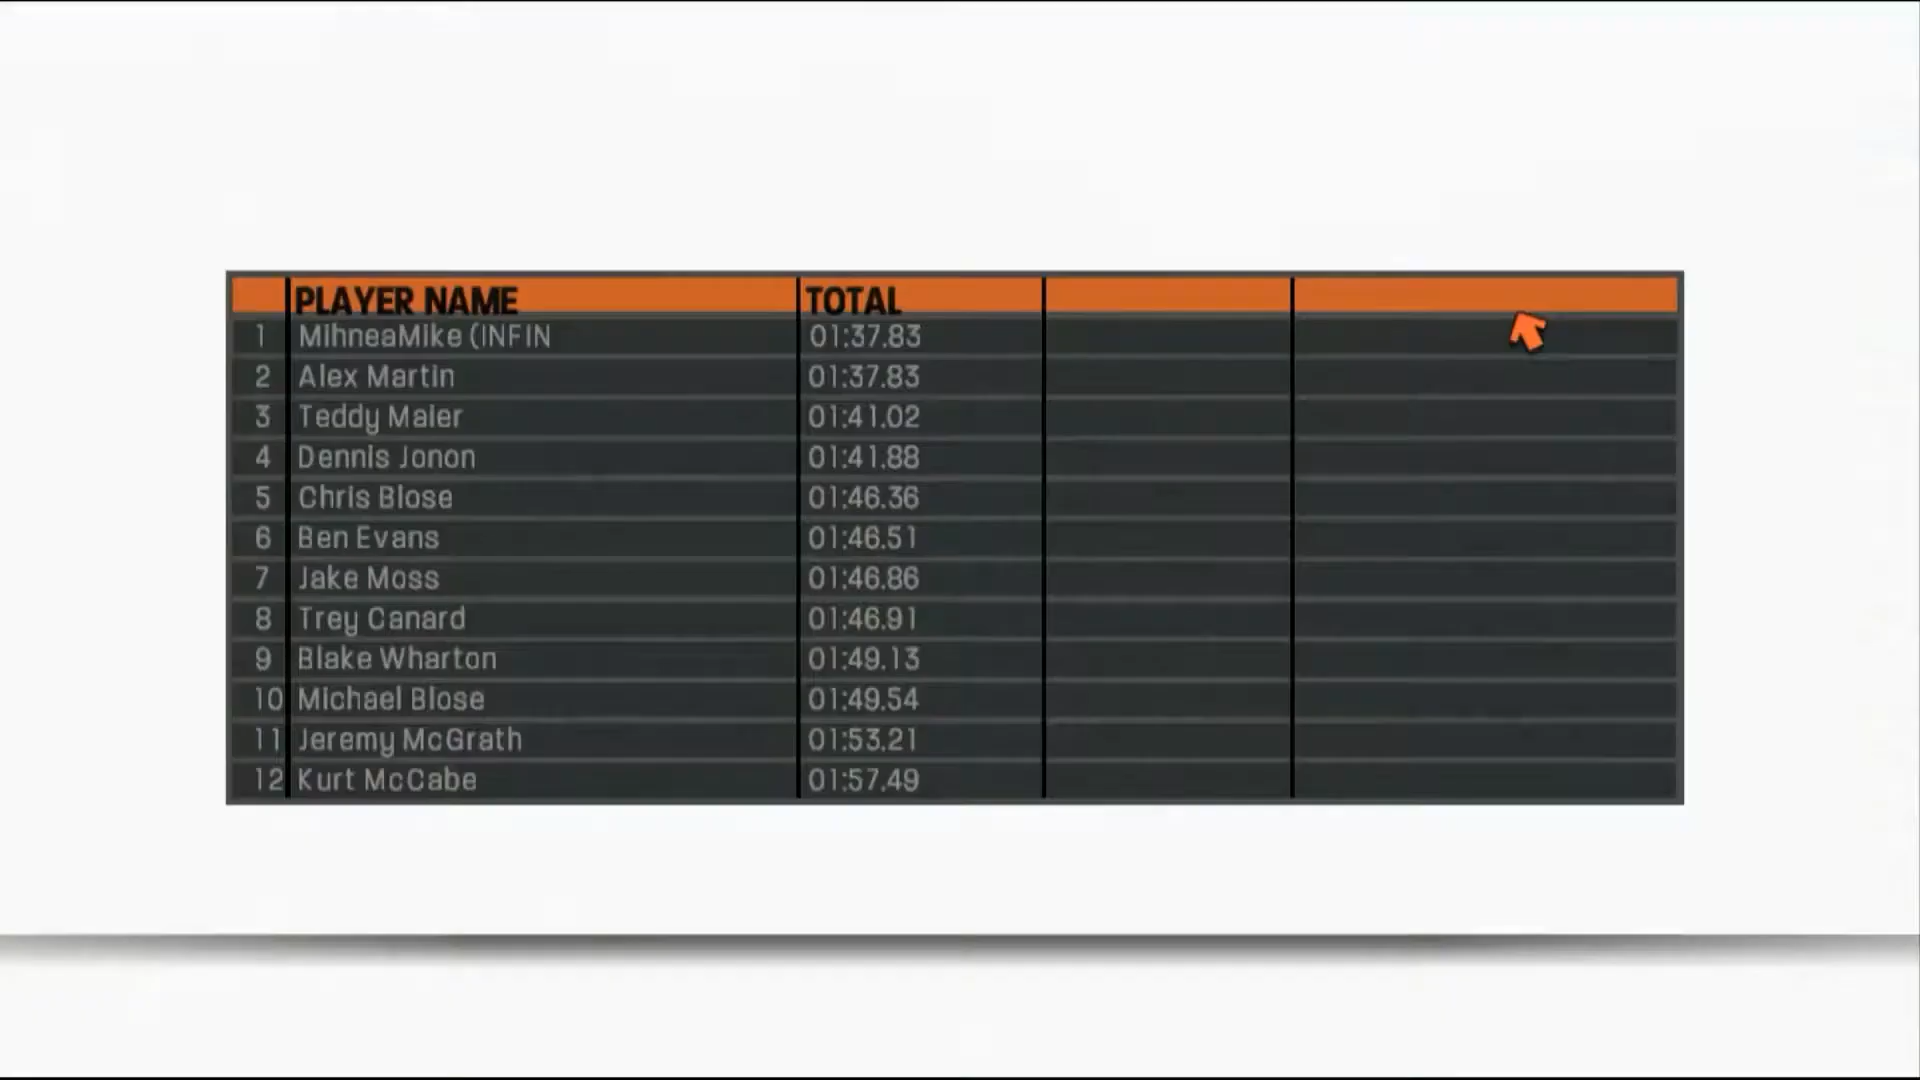 PLAYER NAME TOTAL
1 MihneaMike (INFIN 01:37.83
2 Alex Martin 01:37.83
3 Teddy Maier 01:41.02
4 Dennis Jonon 01:41.88
5 Chris Blose 01:46.36
6 Ben Evans 01:46.51
7 Jake Moss 01:46.86
8 Trey Canard 01:46.91
9 Blake Wharton 01:49.13
10 Michael Blose 01:49.54
11 Jeremy McGrath 01:53.21
12 Kurt McCabe 01:57.49